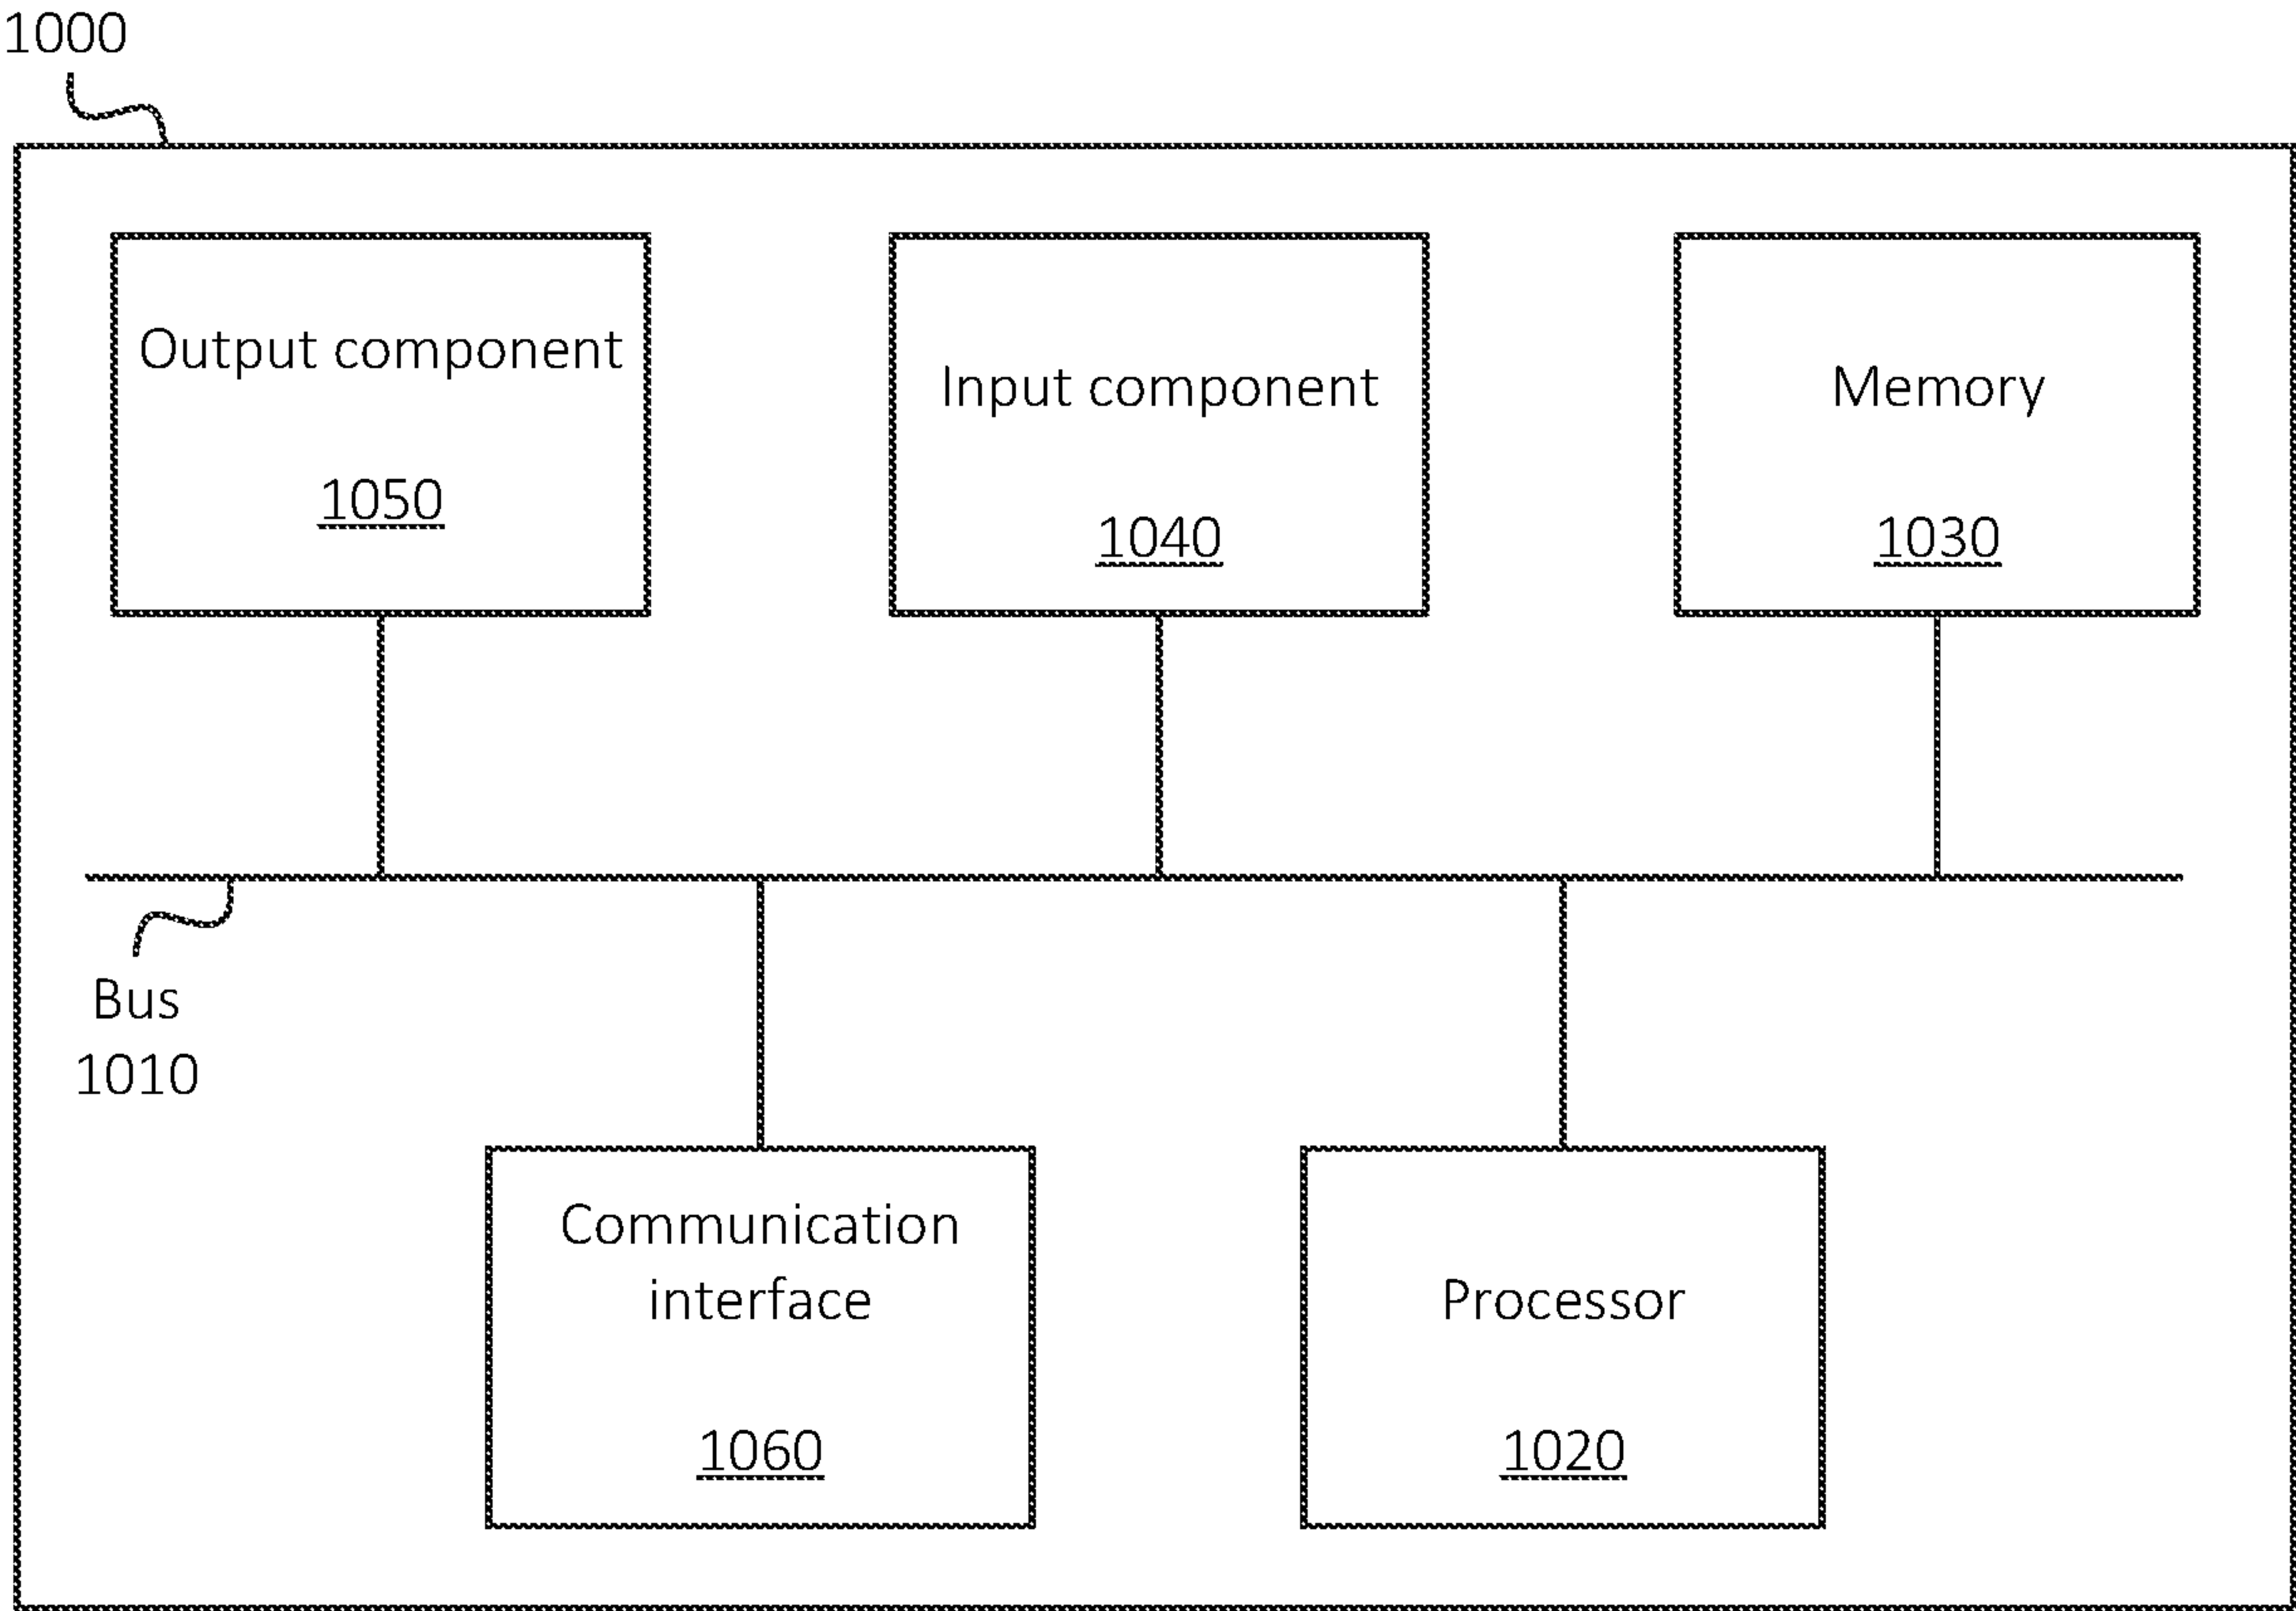 1000
Output component
1050
Input component
1040
Memory
1030
Bus
1010
Communication
interface
1060
Processor
1020